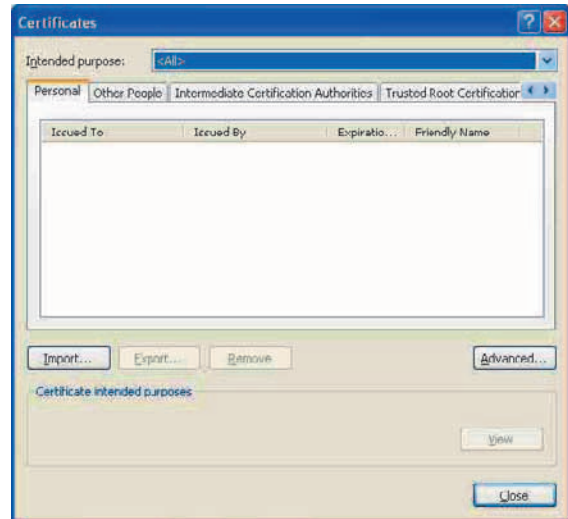 Certificates
Intended purpose: <All>
Personal Other People Intermediate Certification Authorities Trusted Root Certification
Issued To Issued By Expiratio... Friendly Name
Import... Export... Remove Advanced...
Certificate intended purposes
View
Close